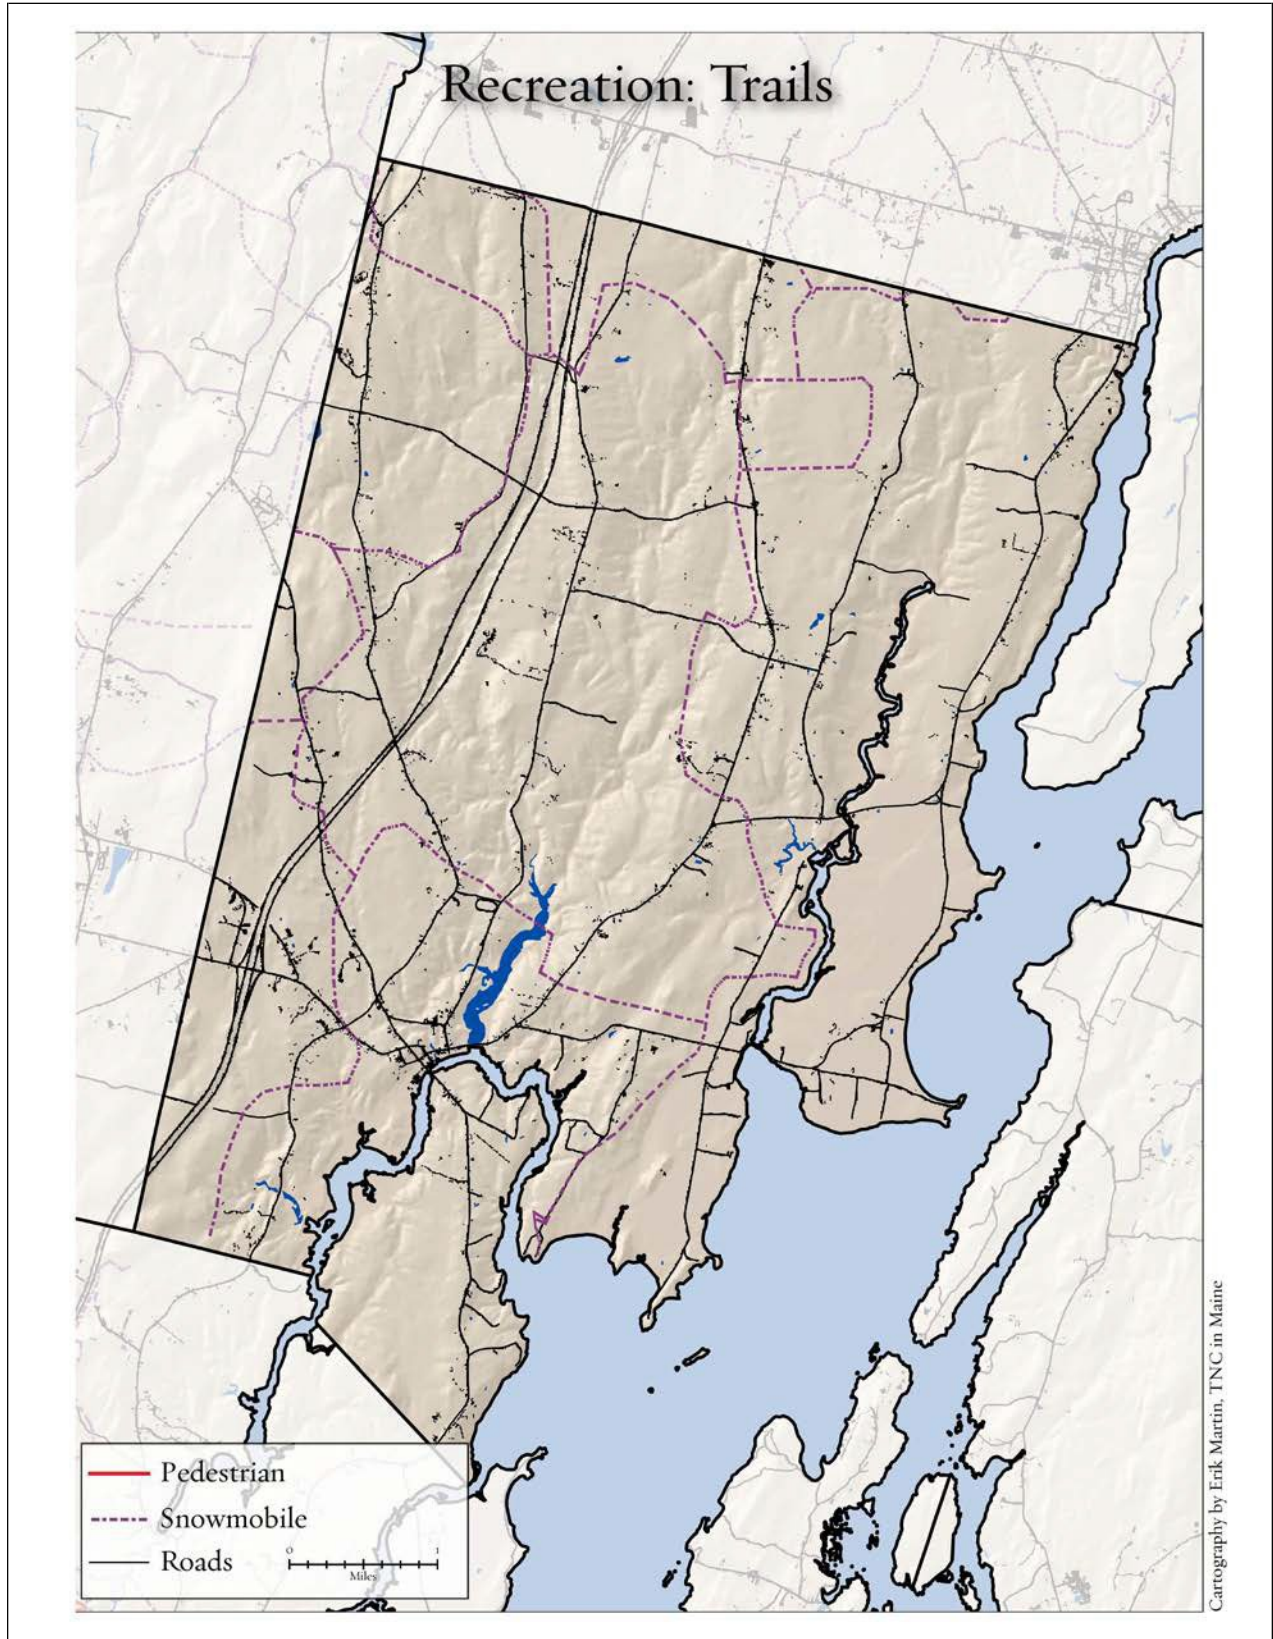 Recreation: Trails
Pedestrian
Snowmobile
Roads
0 1
Miles
Cartography by Erik Martin, TNC in Maine